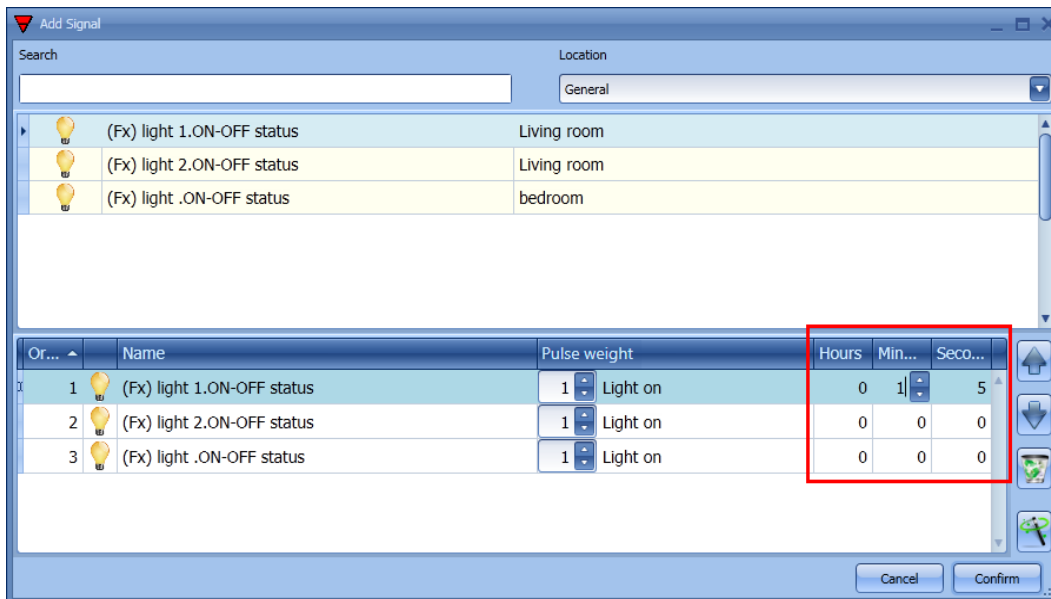 Add Signal
Search Location
General
(Fx) light 1.ON-OFF status Living room
(Fx) light 2.ON-OFF status Living room
(Fx) light .ON-OFF status bedroom
Or... Name Pulse weight Hours Min... Seco...
1 (Fx) light 1.ON-OFF status 1 Light on 0 1 5
2 (Fx) light 2.ON-OFF status 1 Light on 0 0 0
3 (Fx) light .ON-OFF status 1 Light on 0 0 0
Cancel Confirm